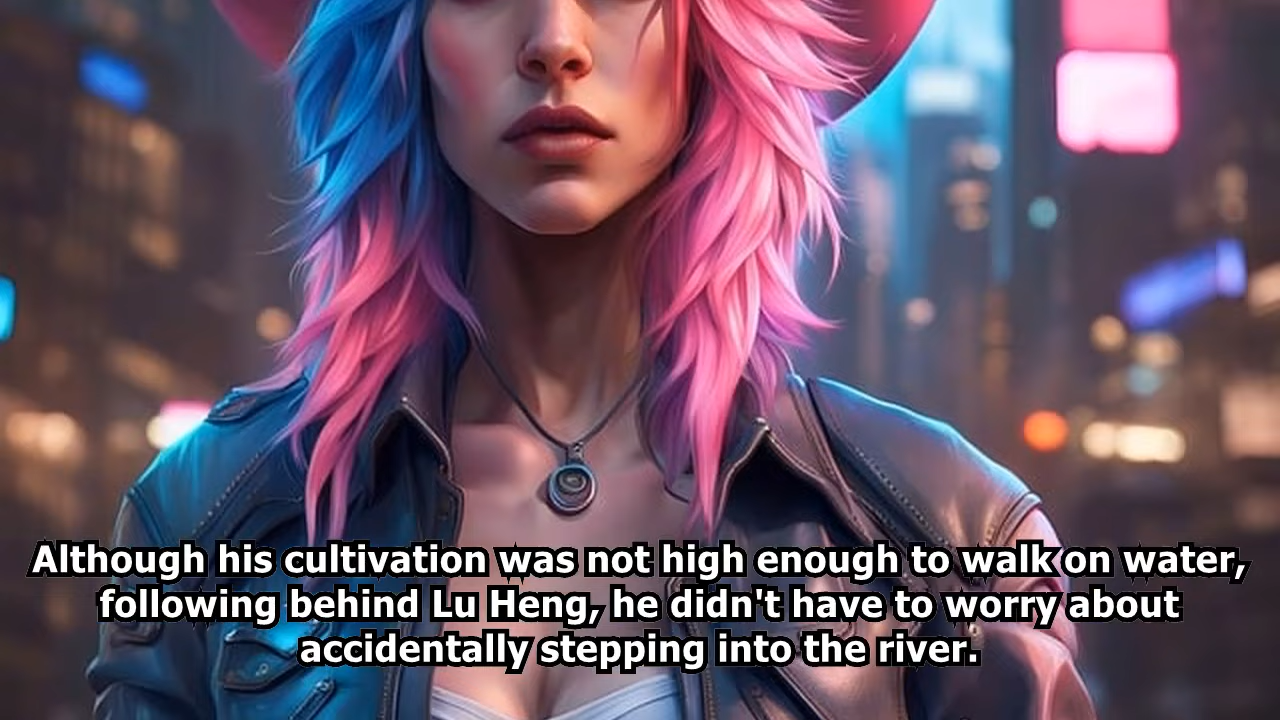 Although his cultivation was not high enough to walk on water,
following behind Lu Heng, he didn't have to worry about
accidentally stepping into the river.